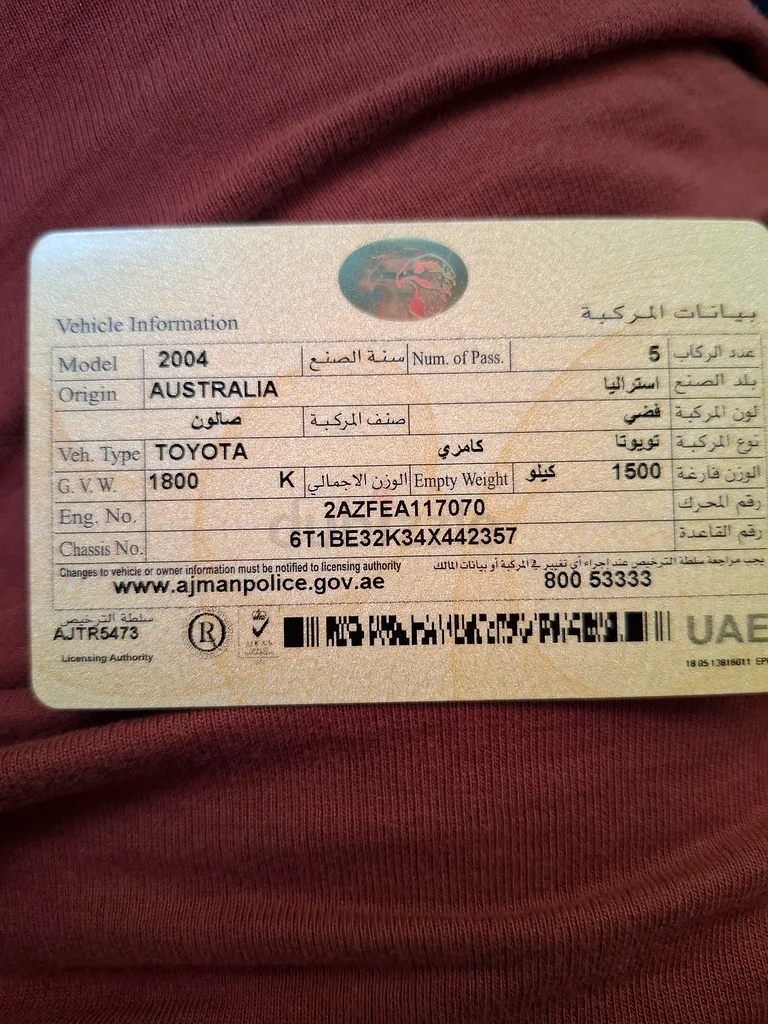 Vehicle Information بيانات المركبة
Model 2004 سنة الصنع Num. of Pass. 5 عدد الركاب
Origin AUSTRALIA استراليا بلد الصنع
صالون صنف المركبة فضي لون المركبة
Veh. Type TOYOTA كامري تويوتا نوع المركبة
G. V. W. 1800 K الوزن الاجمالي Empty Weight كيلو 1500 الوزن فارغة
Eng. No. 2AZFEA117070 رقم المحرك
Chassis No. 6T1BE32K34X442357 رقم القاعدة
Changes to vehicle or owner information must be notified to licensing authority يجب مراجعة سلطة الترخيص عند اجراء أي تغيير في المركبة أو بيانات المالك
www.ajmanpolice.gov.ae 800 53333
سلطة الترخيص
AJTR5473 R UKAS UAE
Licensing Authority 18 05 13818011